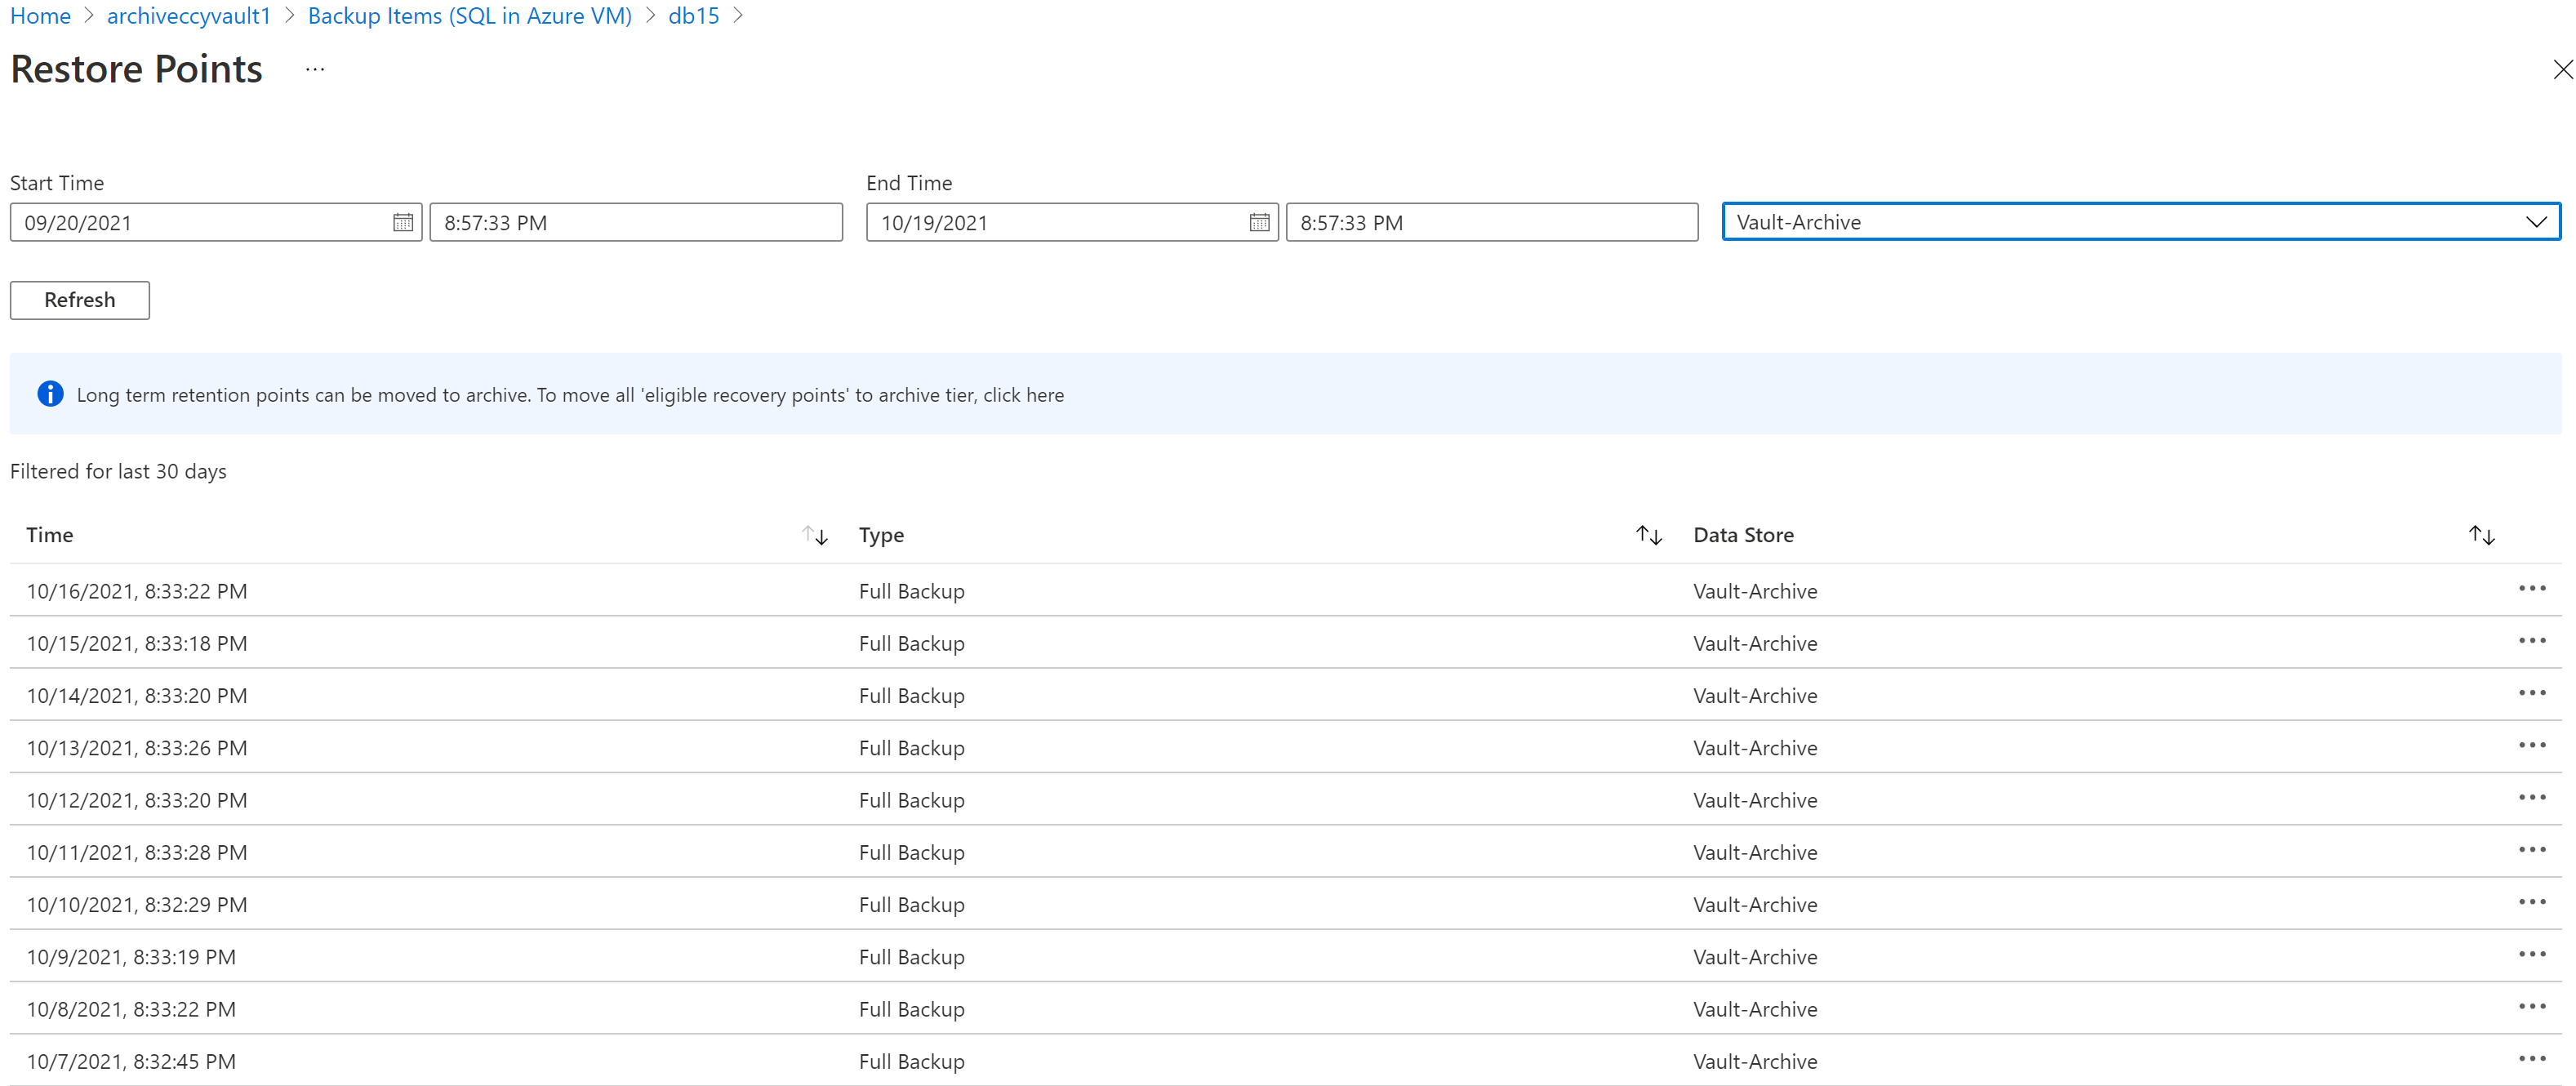 Home > archiveccyvault1 > Backup Items (SQL in Azure VM) > db15 >
Restore Points ...
Start Time End Time
09/20/2021 8:57:33 PM 10/19/2021 8:57:33 PM Vault-Archive
Refresh
Long term retention points can be moved to archive. To move all 'eligible recovery points' to archive tier, click here
Filtered for last 30 days
Time Type Data Store
10/16/2021, 8:33:22 PM Full Backup Vault-Archive
10/15/2021, 8:33:18 PM Full Backup Vault-Archive
10/14/2021, 8:33:20 PM Full Backup Vault-Archive
10/13/2021, 8:33:26 PM Full Backup Vault-Archive
10/12/2021, 8:33:20 PM Full Backup Vault-Archive
10/11/2021, 8:33:28 PM Full Backup Vault-Archive
10/10/2021, 8:32:29 PM Full Backup Vault-Archive
10/9/2021, 8:33:19 PM Full Backup Vault-Archive
10/8/2021, 8:33:22 PM Full Backup Vault-Archive
10/7/2021, 8:32:45 PM Full Backup Vault-Archive